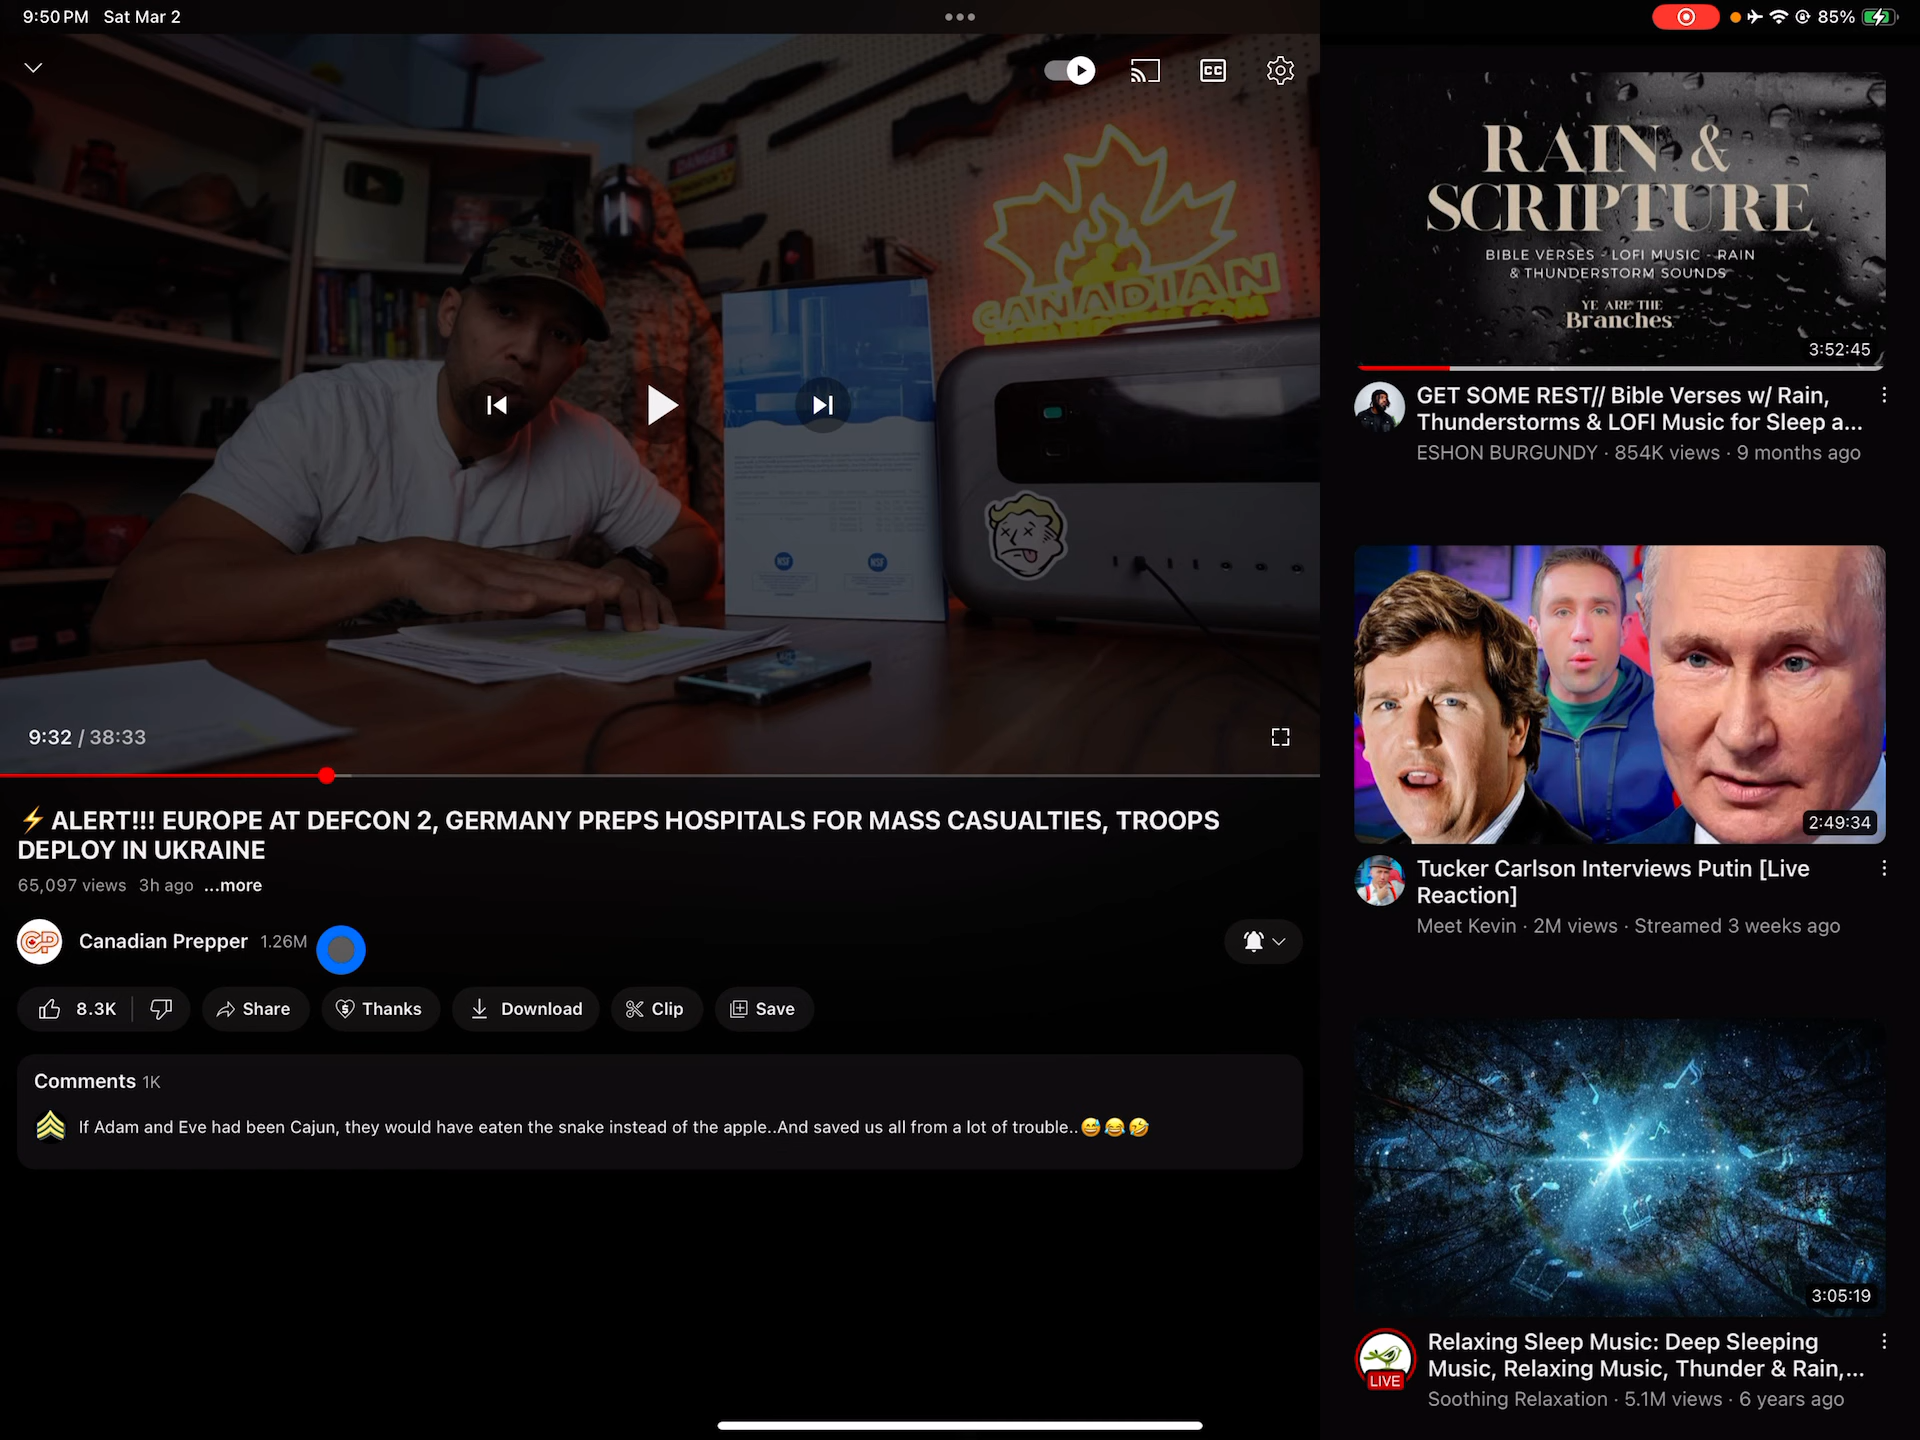 9:50 PM Sat Mar 2
85%
DANGER
CANADIAN
NSF NSF
9:32 / 38:33
⚡ ALERT!!! EUROPE AT DEFCON 2, GERMANY PREPS HOSPITALS FOR MASS CASUALTIES, TROOPS
DEPLOY IN UKRAINE
65,097 views 3h ago ...more
CP Canadian Prepper 1.26M
8.3K Share Thanks Download Clip Save
Comments 1K
If Adam and Eve had been Cajun, they would have eaten the snake instead of the apple..And saved us all from a lot of trouble..😅😂🤣
RAIN &
SCRIPTURE
BIBLE VERSES - LOFI MUSIC - RAIN
& THUNDERSTORM SOUNDS
YE ARE THE
Branches
3:52:45
GET SOME REST// Bible Verses w/ Rain,
Thunderstorms & LOFI Music for Sleep a...
ESHON BURGUNDY · 854K views · 9 months ago
2:49:34
Tucker Carlson Interviews Putin [Live
Reaction]
Meet Kevin · 2M views · Streamed 3 weeks ago
3:05:19
LIVE
Relaxing Sleep Music: Deep Sleeping
Music, Relaxing Music, Thunder & Rain,...
Soothing Relaxation · 5.1M views · 6 years ago